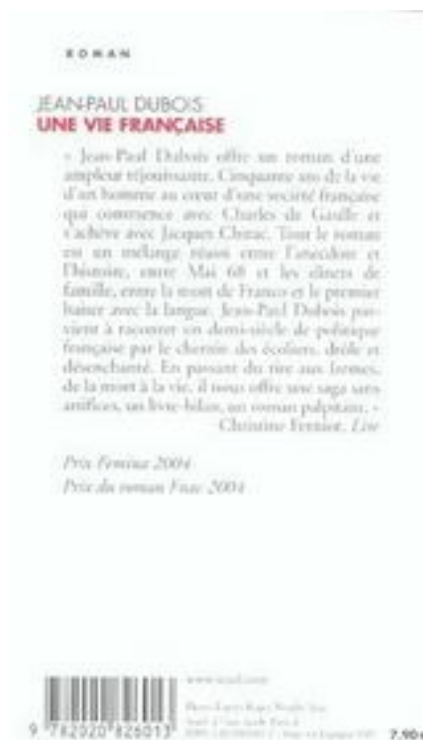 ROMAN
JEAN-PAUL DUBOIS
UNE VIE FRANÇAISE
« Jean-Paul Dubois offre un roman d'une
ampleur réjouissante. Cinquante ans de la vie
d'un homme au cœur d'une société française
qui commence avec Charles de Gaulle et
s'achève avec Jacques Chirac. Tout le roman
est un mélange réussi entre l'anecdote et
l'histoire, entre Mai 68 et les dîners de
famille, entre la mort de Franco et le premier
baiser avec la langue. Jean-Paul Dubois par-
vient à raconter un demi-siècle de politique
française par le chemin des écoliers, drôle et
désenchanté. En passant du rire aux larmes,
de la mort à la vie, il nous offre une saga sans
artifices, un livre-bilan, un roman palpitant. »
Christine Ferniot, Lire
Prix Femina 2004
Prix du roman Fnac 2004
9 782020 826013
7.90 €